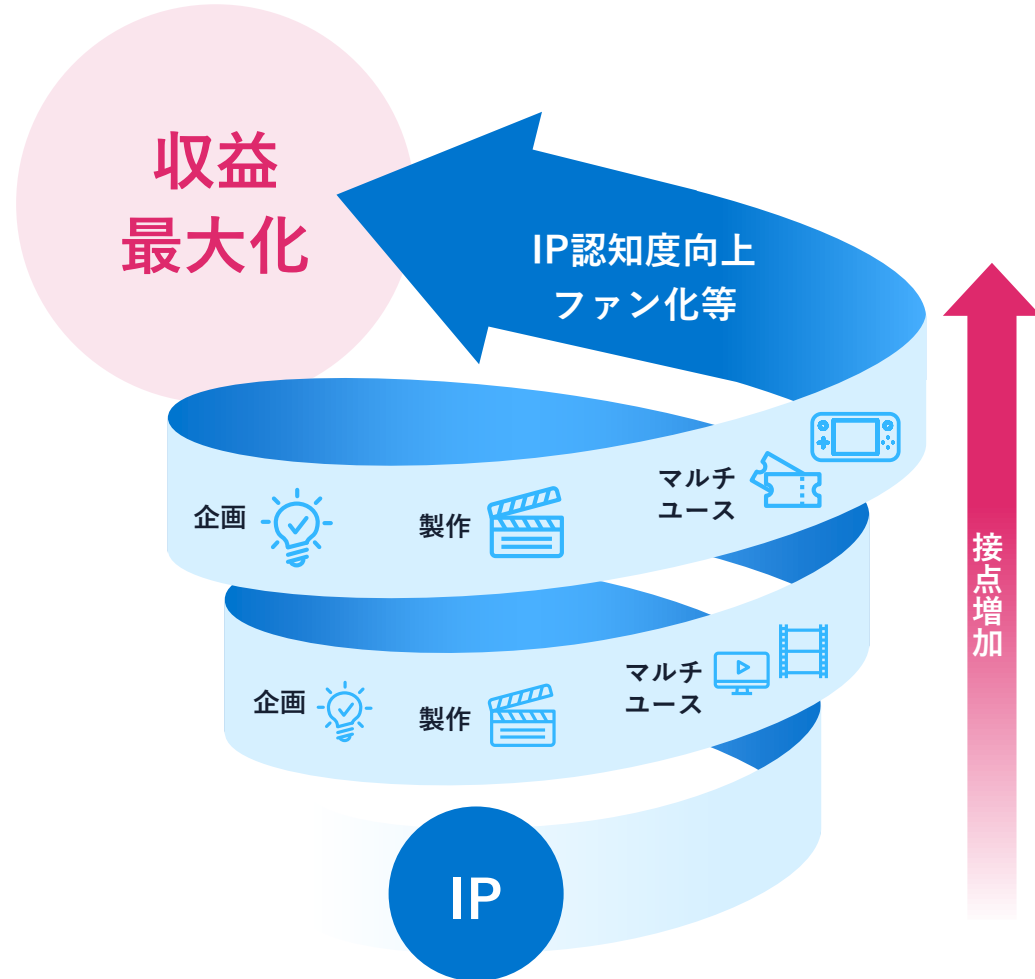 収益
最大化
IP認知度向上
ファン化等
企画
製作
マルチ
ユース
接点増加
企画
製作
マルチ
ユース
IP